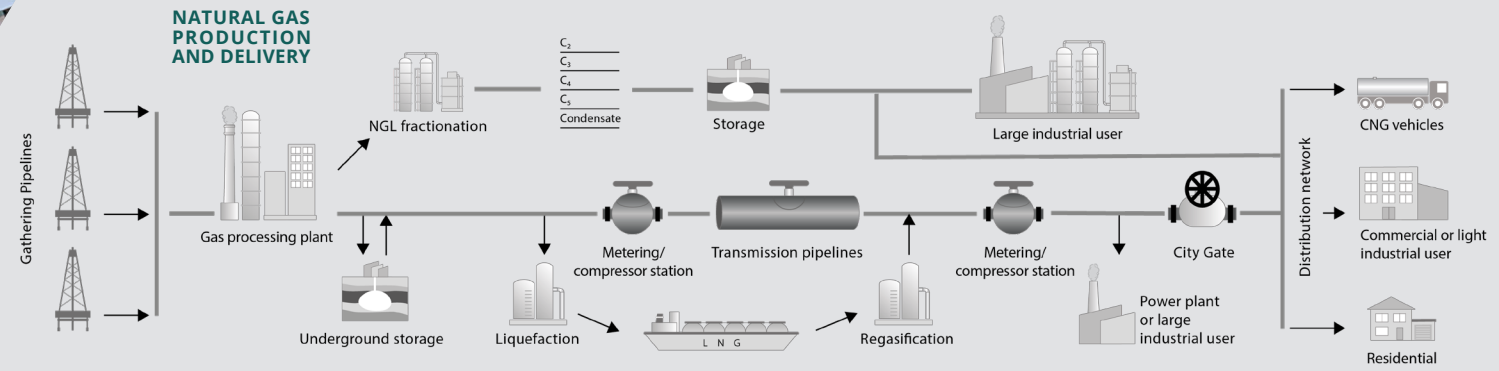 NATURAL GAS
PRODUCTION
AND DELIVERY
Gathering Pipelines
Gas processing plant
NGL fractionation
C2
C3
C4
C5
Condensate
Storage
Large industrial user
Underground storage
Liquefaction
LNG
Regasification
Metering/
compressor station
Transmission pipelines
Metering/
compressor station
City Gate
Power plant
or large
industrial user
Distribution network
CNG vehicles
Commercial or light
industrial user
Residential